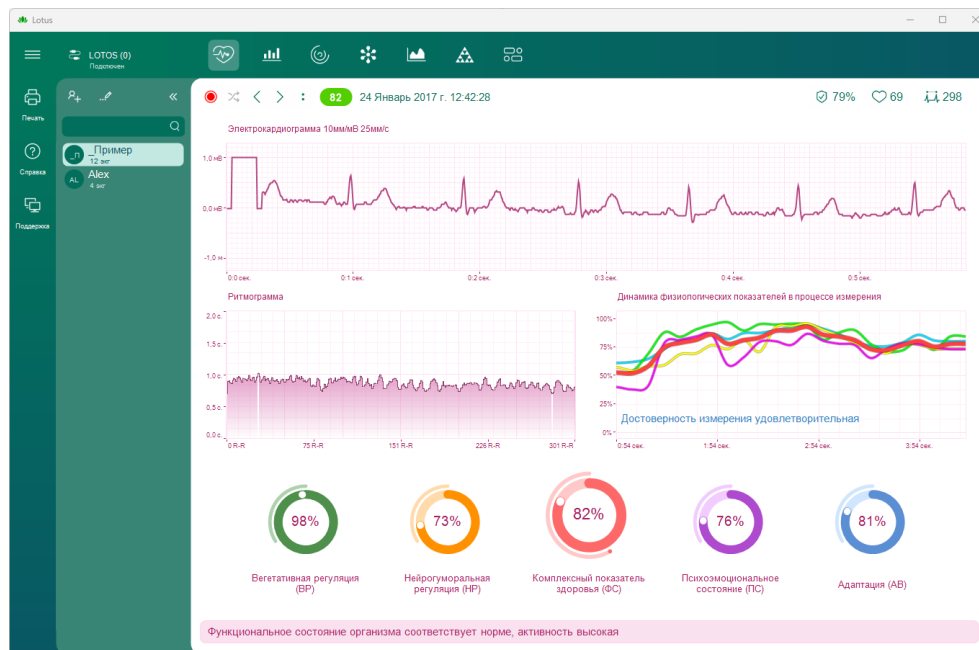 Lotus
LOTOS (0)
Подключен
Печать
Справка
Поддержка
_П
_Пример
12 экг
AL
Alex
4 экг
82
24 Январь 2017 г. 12:42:28
79%
69
298
Электрокардиограмма 10мм/мВ 25мм/с
1,0 мВ
0,0 мВ
-1,0 м
0:0 сек.
0:1 сек.
0:2 сек.
0:3 сек.
0:4 сек.
0:5 сек.
Ритмограмма
2,0 с.
1,5 с.
1,0 с.
0,5 с.
0,0 с.
0 R-R
75 R-R
151 R-R
226 R-R
301 R-R
Динамика физиологических показателей в процессе измерения
100%
75%
50%
25%
0%
Достоверность измерения удовлетворительная
0:54 сек.
1:54 сек.
2:54 сек.
3:54 сек.
98%
73%
82%
76%
81%
Вегетативная регуляция
(ВР)
Нейрогуморальная
регуляция (НР)
Комплексный показатель
здоровья (ФС)
Психоэмоциональное
состояние (ПС)
Адаптация (АВ)
Функциональное состояние организма соответствует норме, активность высокая